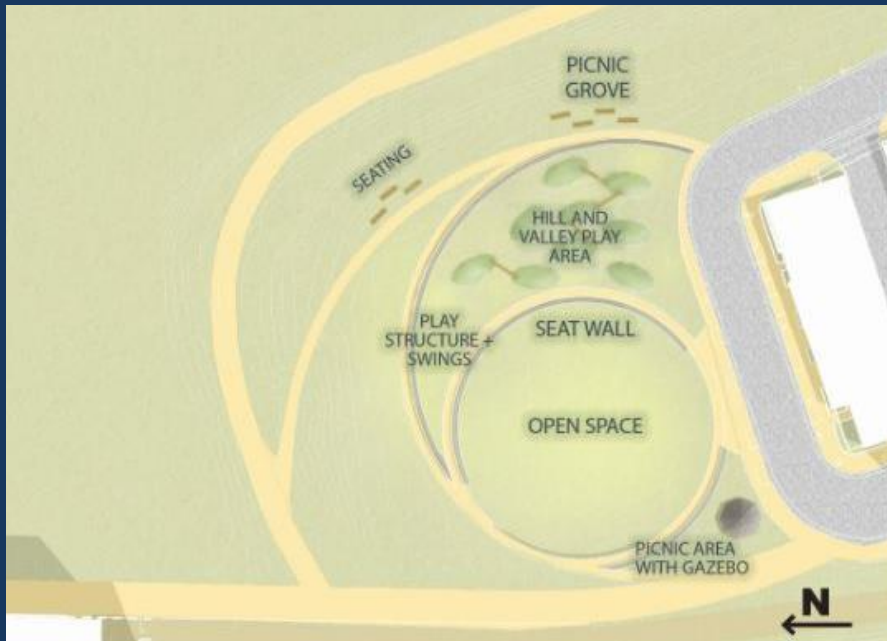 PICNIC
GROVE
SEATING
HILL AND
VALLEY PLAY
AREA
PLAY
STRUCTURE +
SWINGS
SEAT WALL
OPEN SPACE
PICNIC AREA
WITH GAZEBO
N